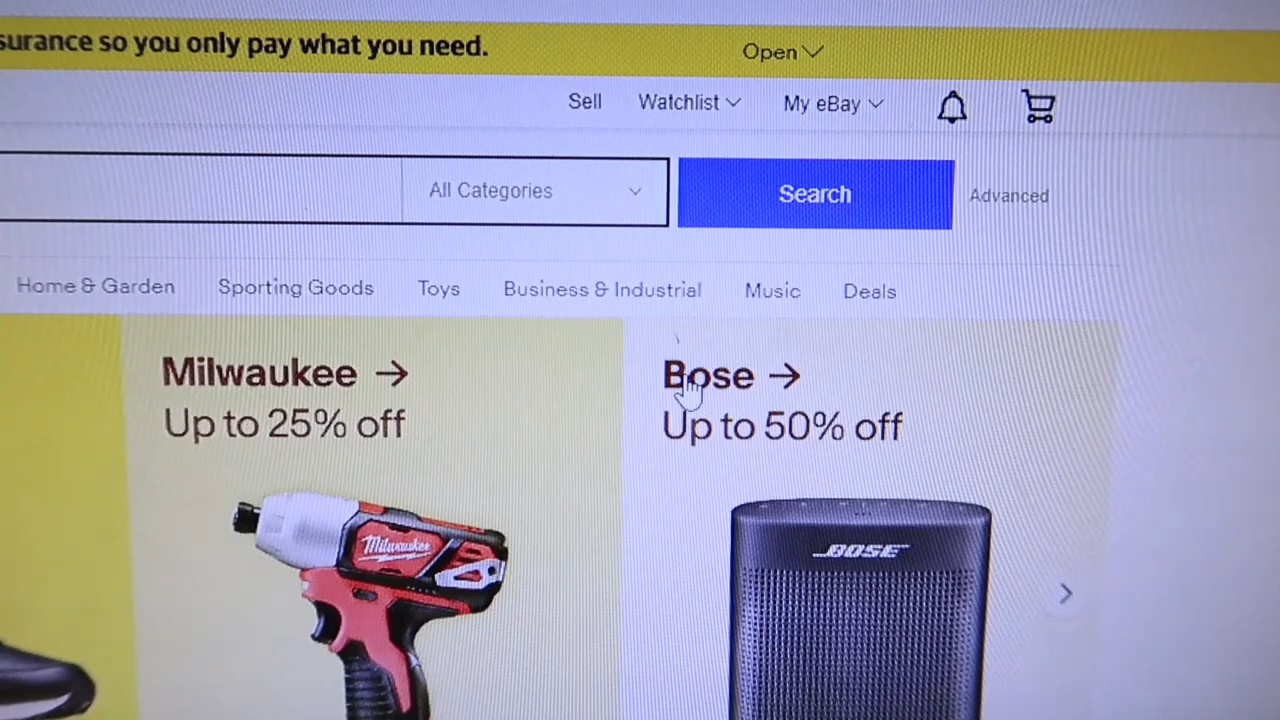 surance so you only pay what you need.
Open
Sell Watchlist My eBay
All Categories Search Advanced
Home & Garden Sporting Goods Toys Business & Industrial Music Deals
Milwaukee →
Up to 25% off
Bose →
Up to 50% off
Milwaukee
BOSE